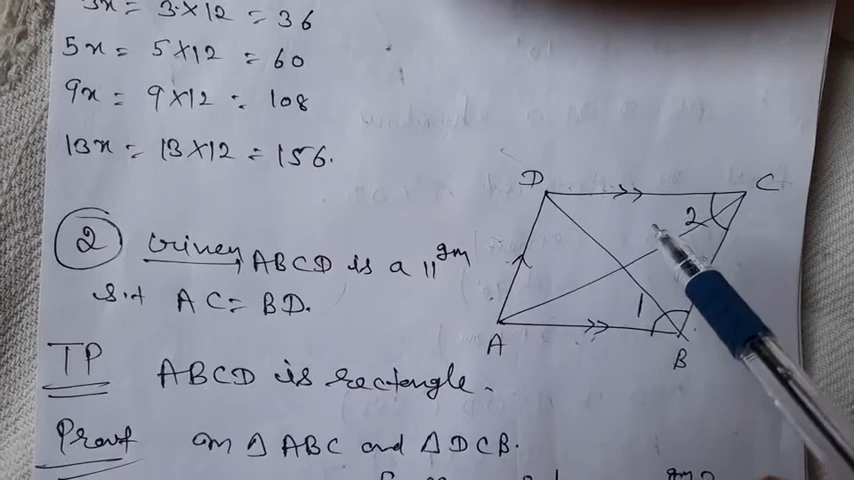 3x = 3×12 = 36
5x = 5×12 = 60
9x = 9×12 = 108
13x = 13×12 = 156.
D
C
2
1
A
B
2 Given ABCD is a ||gm
s.t AC = BD.
TP ABCD is rectangle.
Proof In △ ABC and △DCB.